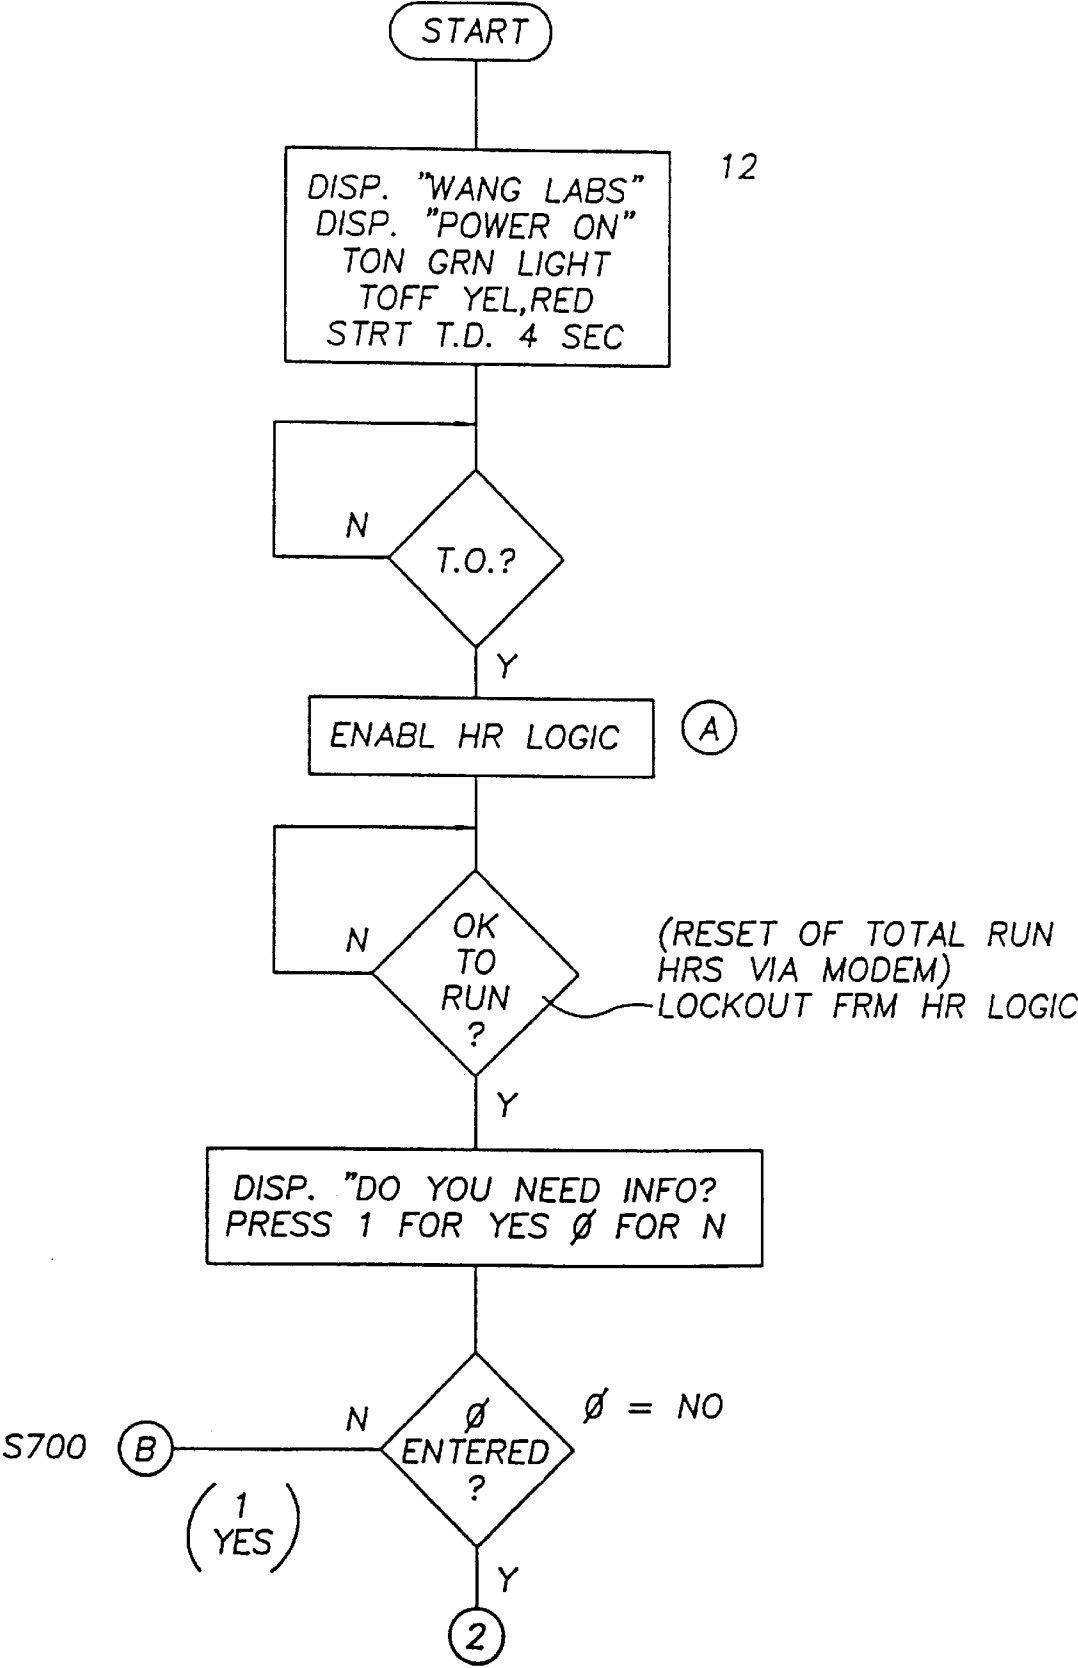 START
12
DISP. "WANG LABS"
DISP. "POWER ON"
TON GRN LIGHT
TOFF YEL,RED
STRT T.D. 4 SEC
N
T.O.?
Y
ENABL HR LOGIC
A
N
OK
TO
RUN
?
(RESET OF TOTAL RUN
HRS VIA MODEM)
LOCKOUT FRM HR LOGIC
Y
DISP. "DO YOU NEED INFO?
PRESS 1 FOR YES Ø FOR N
N
Ø
ENTERED
?
Ø = NO
S700
B
(1
YES)
Y
2